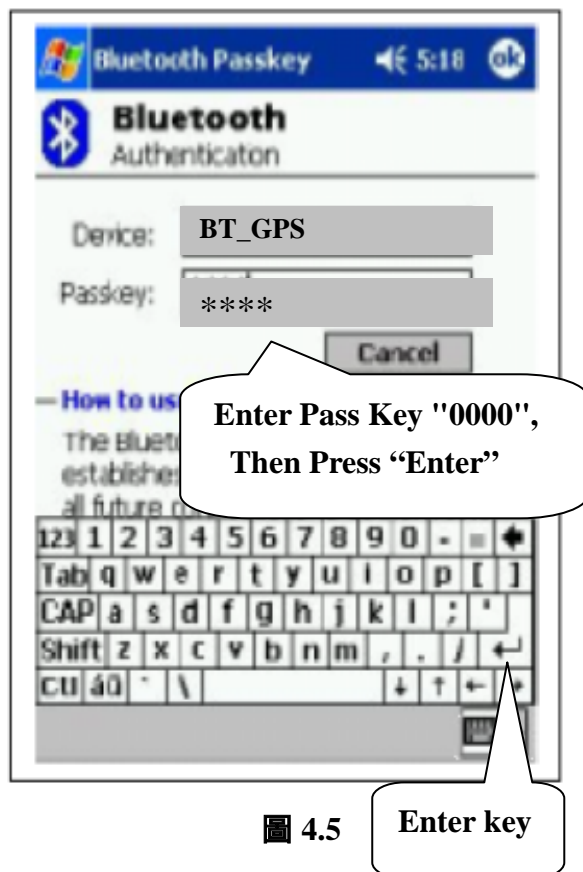 Bluetooth Passkey 5:18 ok
Bluetooth
Authenticaton
Device: BT_GPS
Passkey: ****
Cancel
How to us
Enter Pass Key "0000",
Then Press “Enter”
The Bluet
establishes
all future
123 1 2 3 4 5 6 7 8 9 0 - =
Tab q w e r t y u i o p [ ]
CAP a s d f g h j k l ; '
Shift z x c v b n m , . /
áü ` \
圖 4.5
Enter key